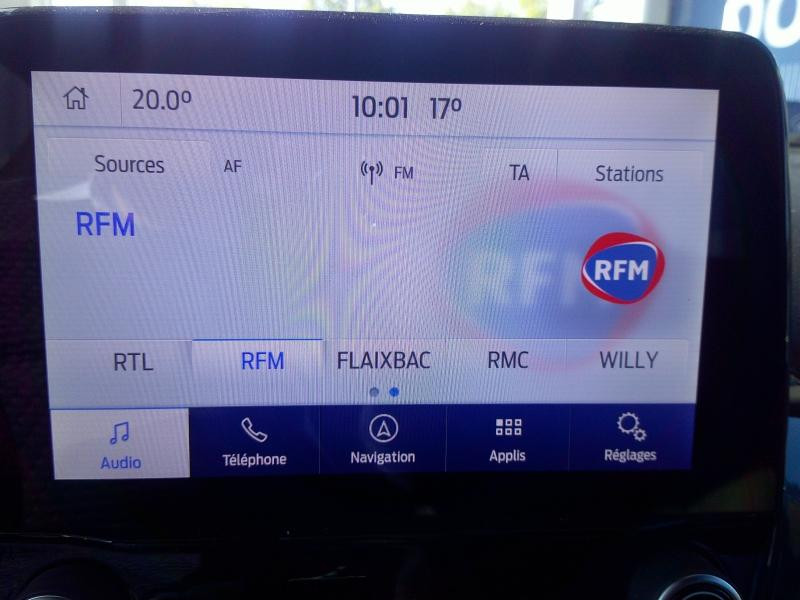 20.0º 10:01 17º
Sources AF FM TA Stations
RFM
RFM
RTL RFM FLAIXBAC RMC WILLY
Audio Téléphone Navigation Applis Réglages